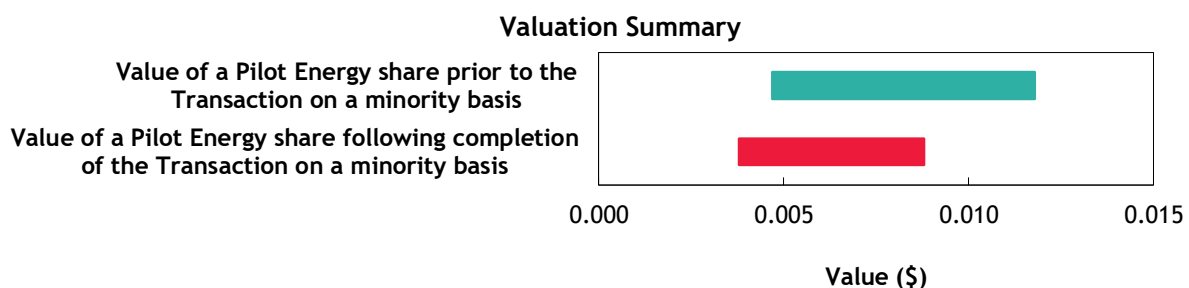 Valuation Summary
Value of a Pilot Energy share prior to the
Transaction on a minority basis
Value of a Pilot Energy share following completion
of the Transaction on a minority basis
0.000 0.005 0.010 0.015
Value ($)